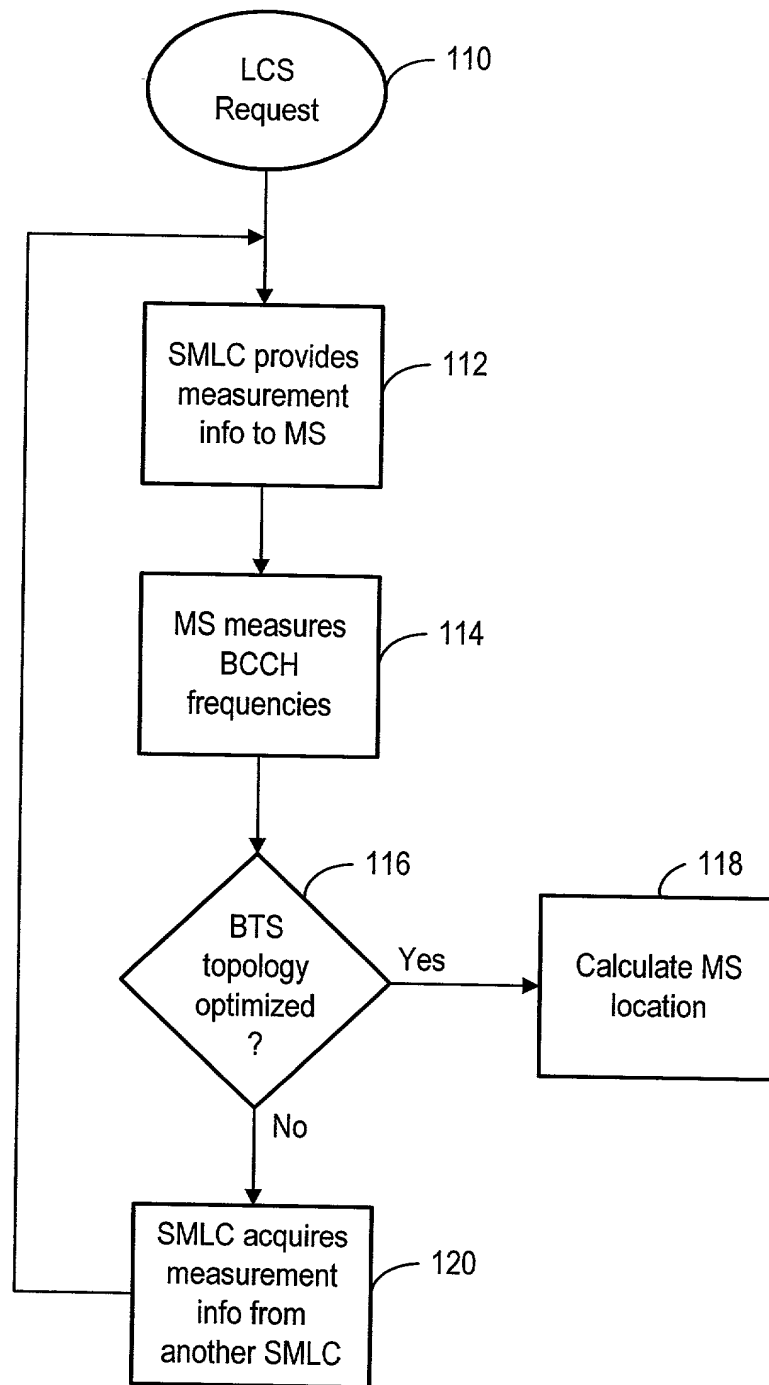 LCS
Request
110
SMLC provides
measurement
info to MS
112
MS measures
BCCH
frequencies
114
BTS
topology
optimized
?
116
Yes
118
Calculate MS
location
No
SMLC acquires
measurement
info from
another SMLC
120